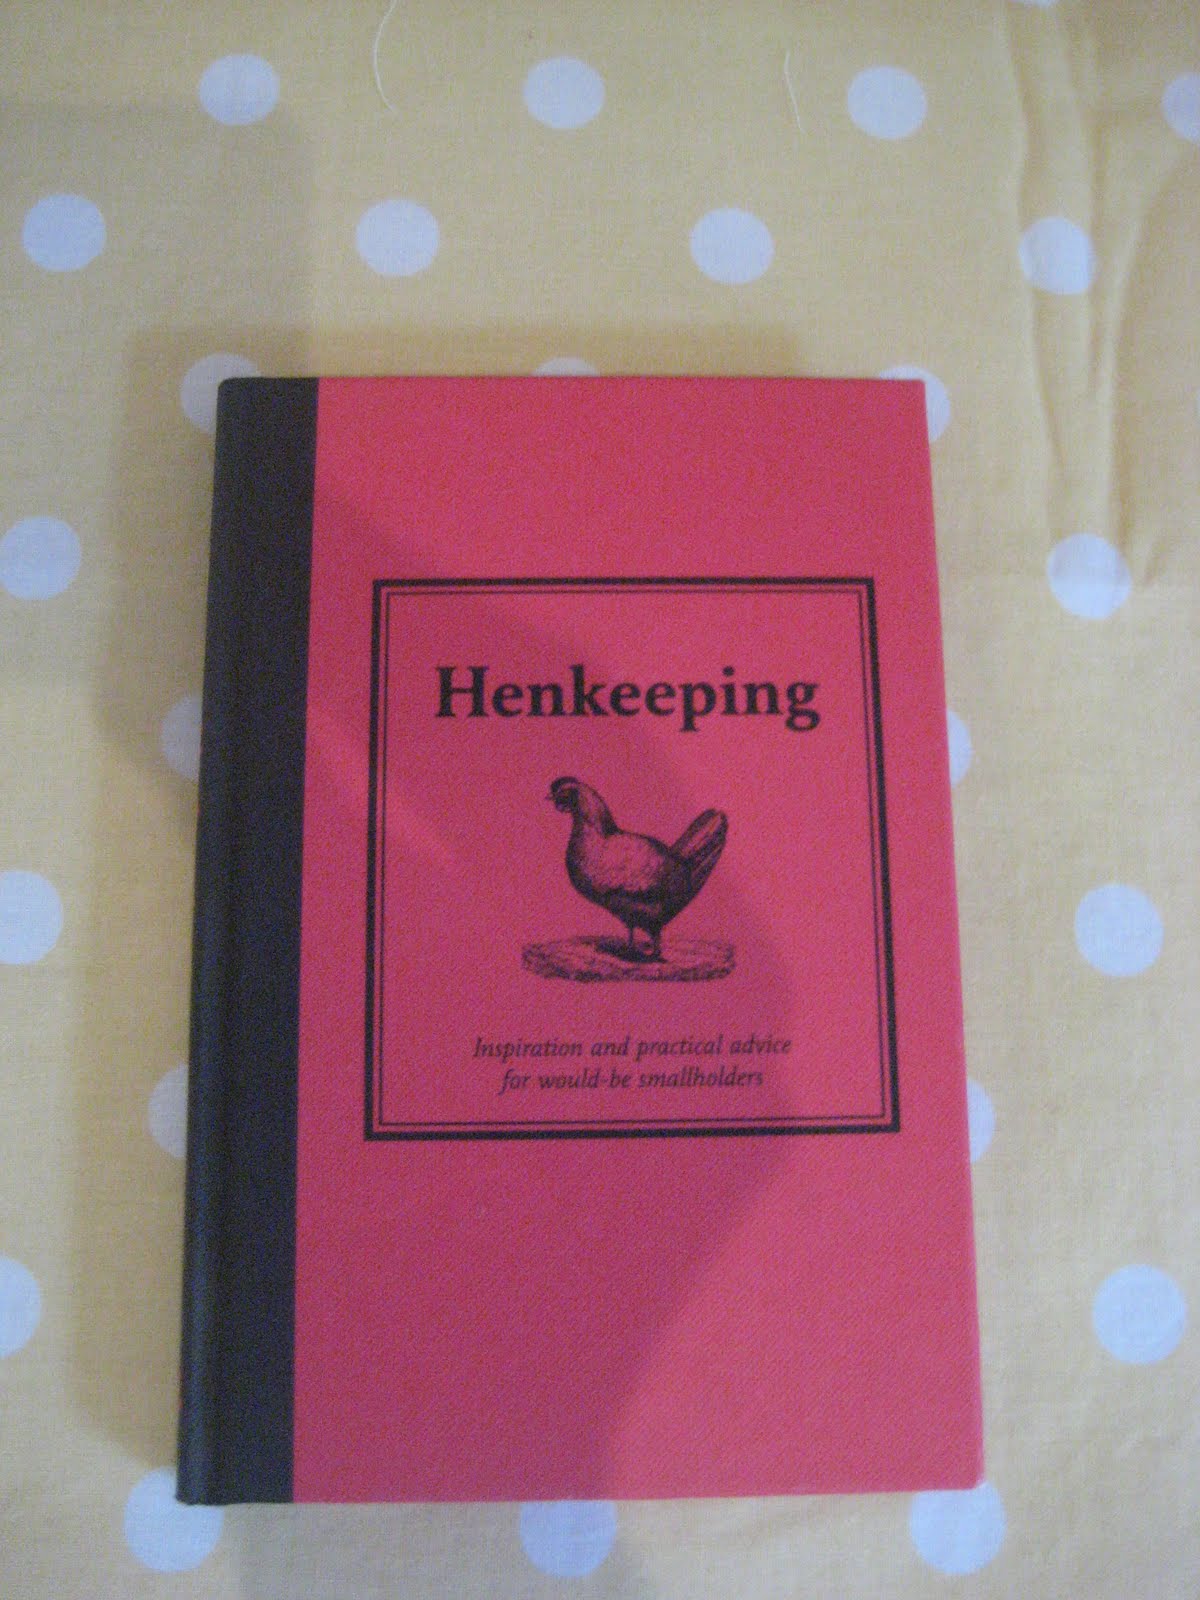 Henkeeping
Inspiration and practical advice
for would-be smallholders